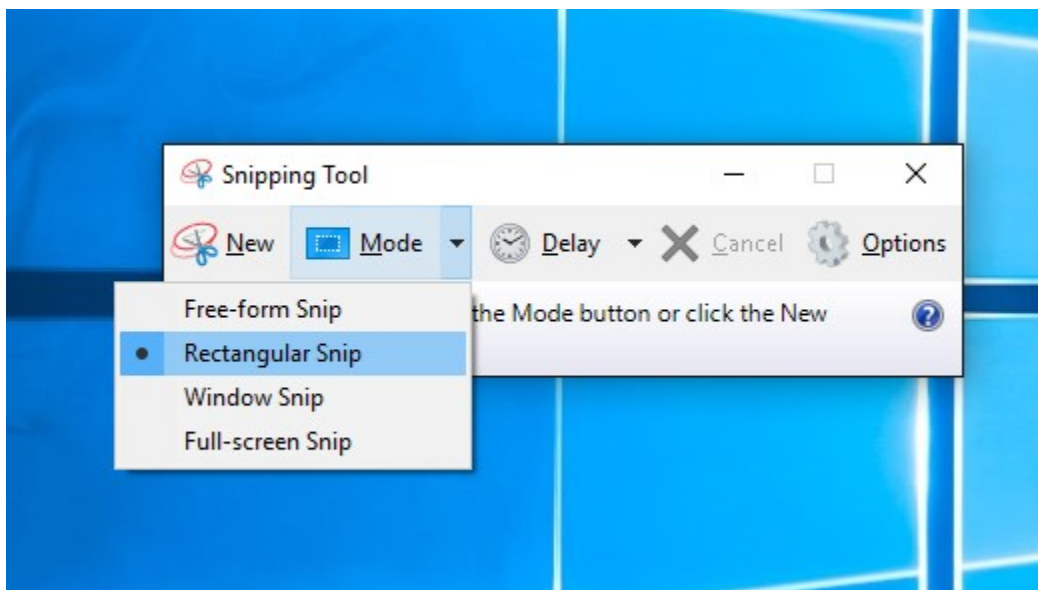 Snipping Tool
New Mode Delay Cancel Options
Free-form Snip
the Mode button or click the New
Rectangular Snip
Window Snip
Full-screen Snip